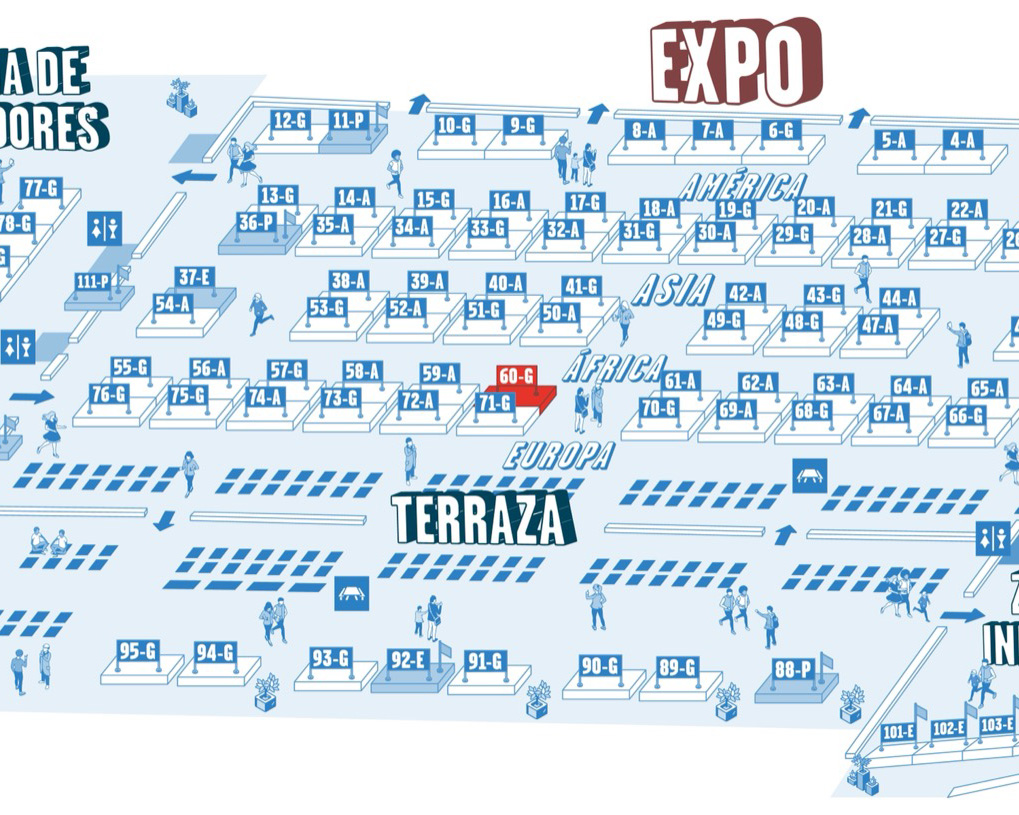 A DE
DORES
EXPO
12-G 11-P 10-G 9-G 8-A 7-A 6-G 5-A 4-A
AMÉRICA
77-G 13-G 14-A 15-G 16-A 17-G 18-A 19-G 20-A 21-G 22-A
78-G 36-P 35-A 34-A 33-G 32-A 31-G 30-A 29-G 28-A 27-G
ASIA
111-P 37-E 38-A 39-A 40-A 41-G 42-A 43-G 44-A
54-A 53-G 52-A 51-G 50-A 49-G 48-G 47-A
ÁFRICA
55-G 56-A 57-G 58-A 59-A 60-G 61-A 62-A 63-A 64-A 65-A
76-G 75-G 74-A 73-G 72-A 71-G 70-G 69-A 68-G 67-A 66-G
EUROPA
TERRAZA
95-G 94-G 93-G 92-E 91-G 90-G 89-G 88-P
IN
101-E 102-E 103-E